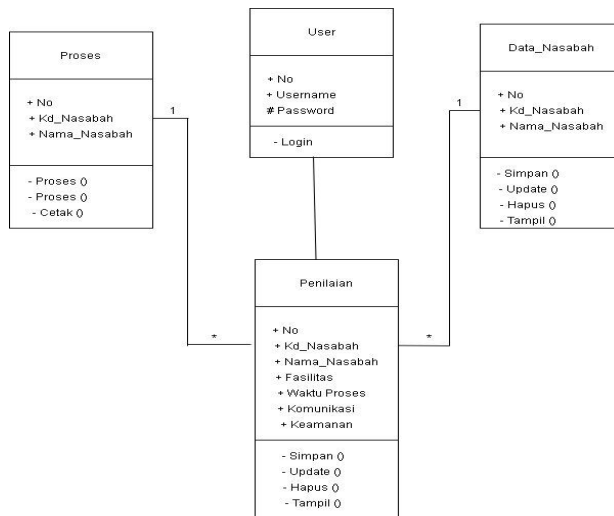 Proses
+ No
+ Kd_Nasabah
+ Nama_Nasabah
- Proses ()
- Proses ()
- Cetak ()
1
User
+ No
+ Username
# Password
- Login
Data_Nasabah
+ No
+ Kd_Nasabah
+ Nama_Nasabah
- Simpan ()
- Update ()
- Hapus ()
- Tampil ()
1
Penilaian
+ No
+ Kd_Nasabah
+ Nama_Nasabah
+ Fasilitas
+ Waktu Proses
+ Komunikasi
+ Keamanan
- Simpan ()
- Update ()
- Hapus ()
- Tampil ()
*
*